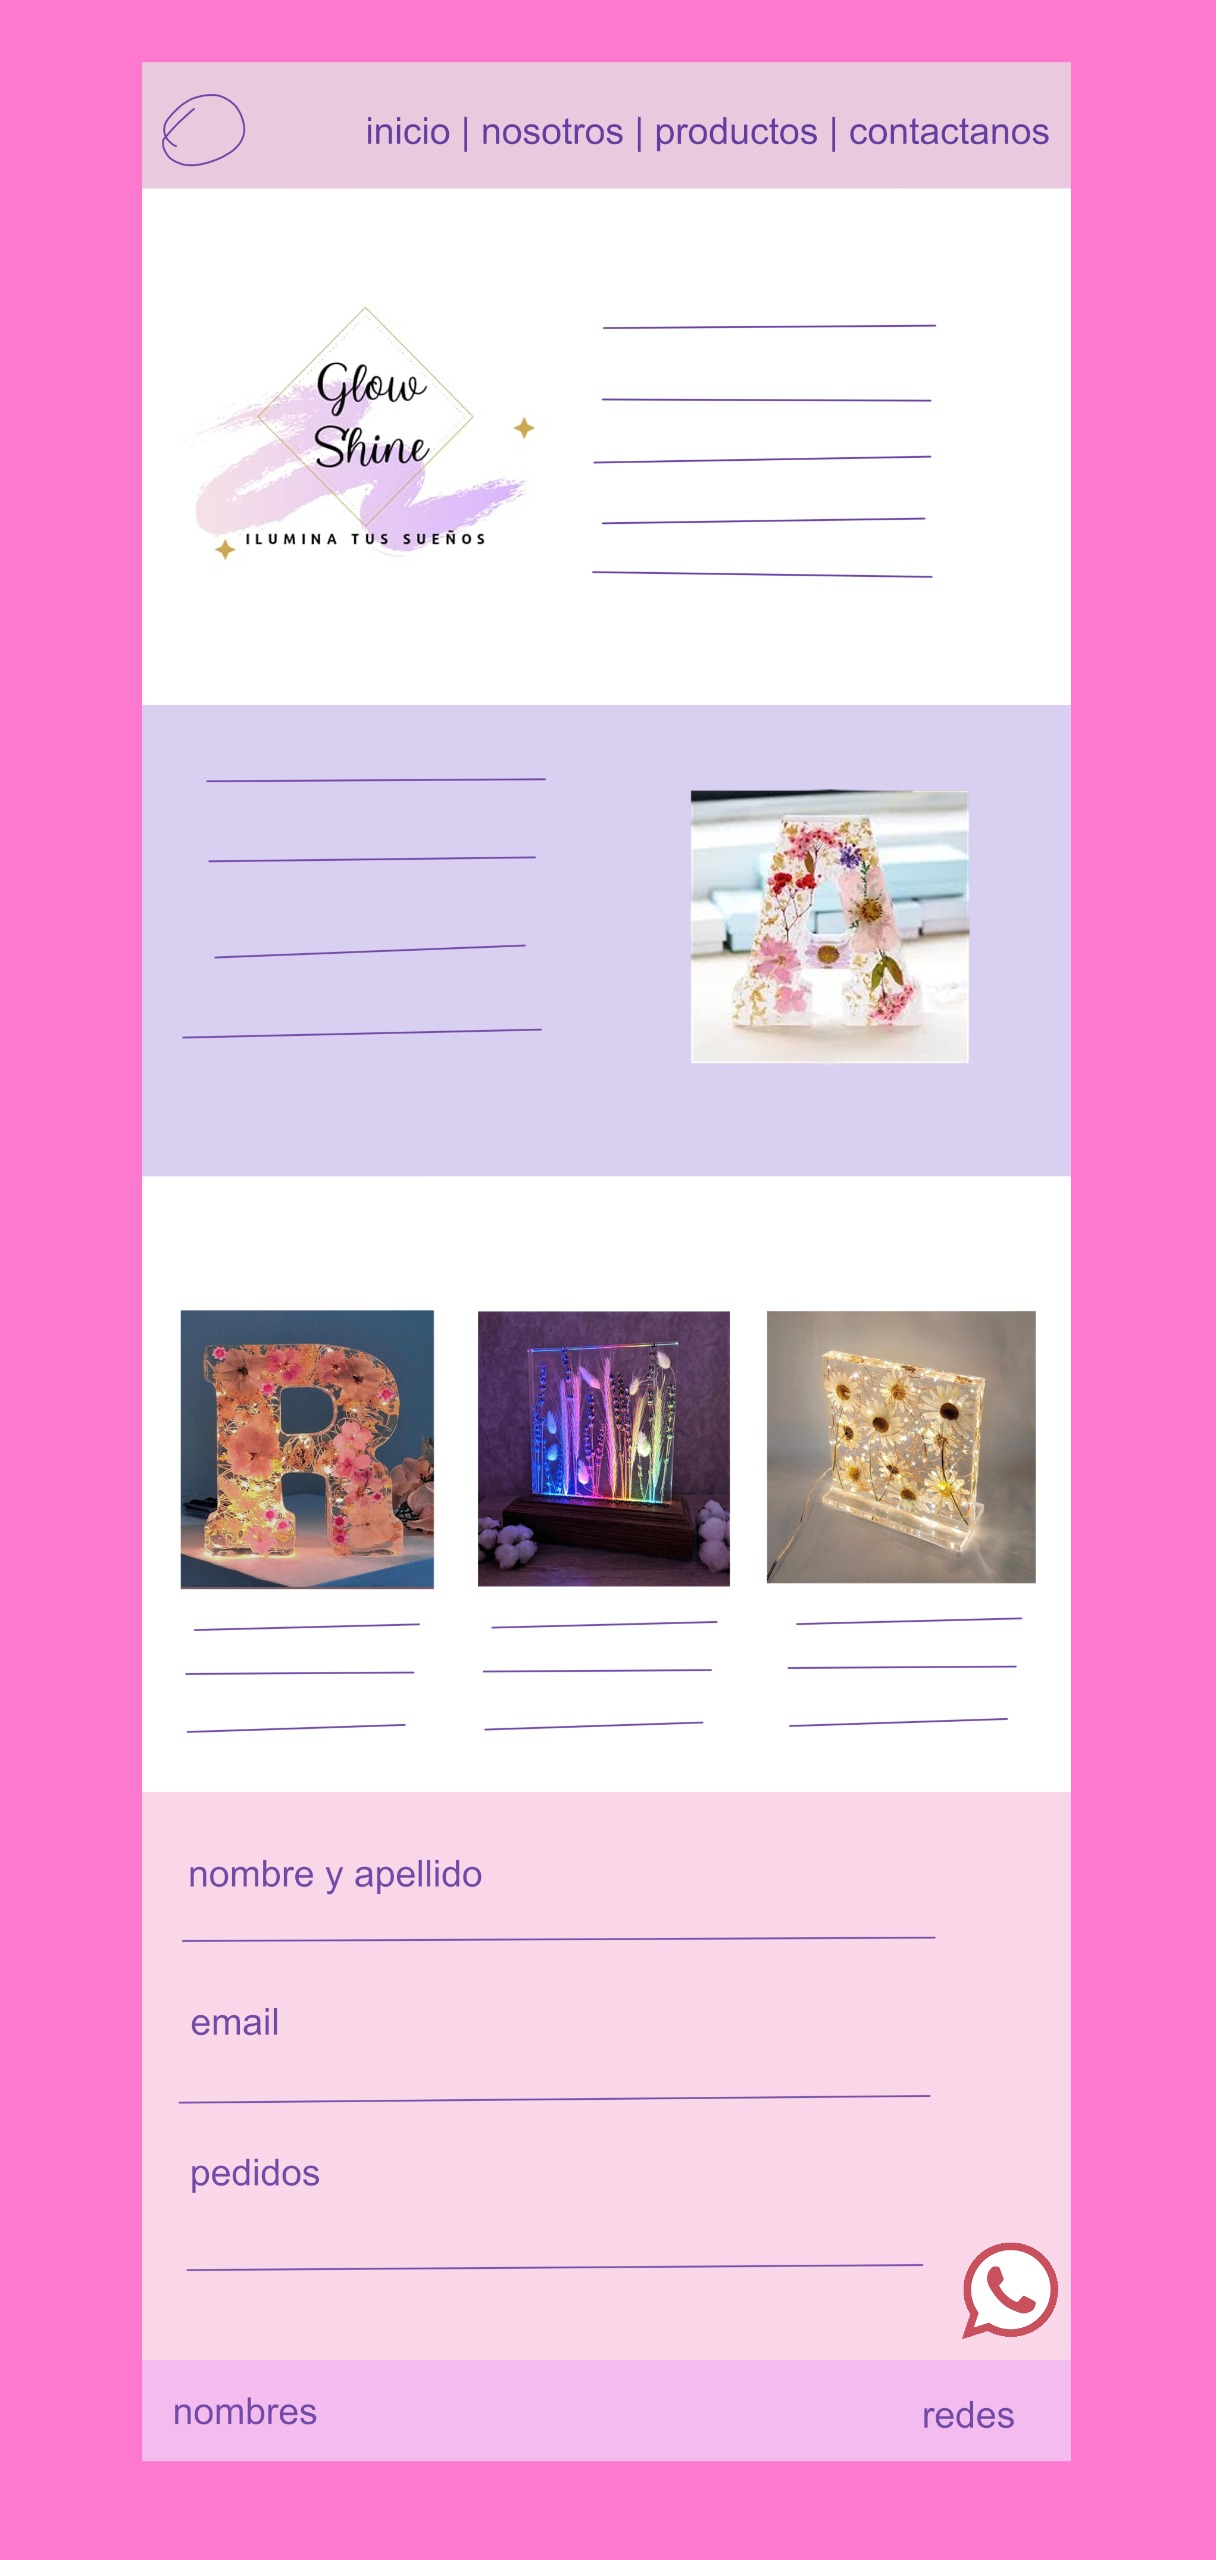 inicio | nosotros | productos | contactanos
Glow
Shine
ILUMINA TUS SUEÑOS
A
R
nombre y apellido
email
pedidos
nombres
redes